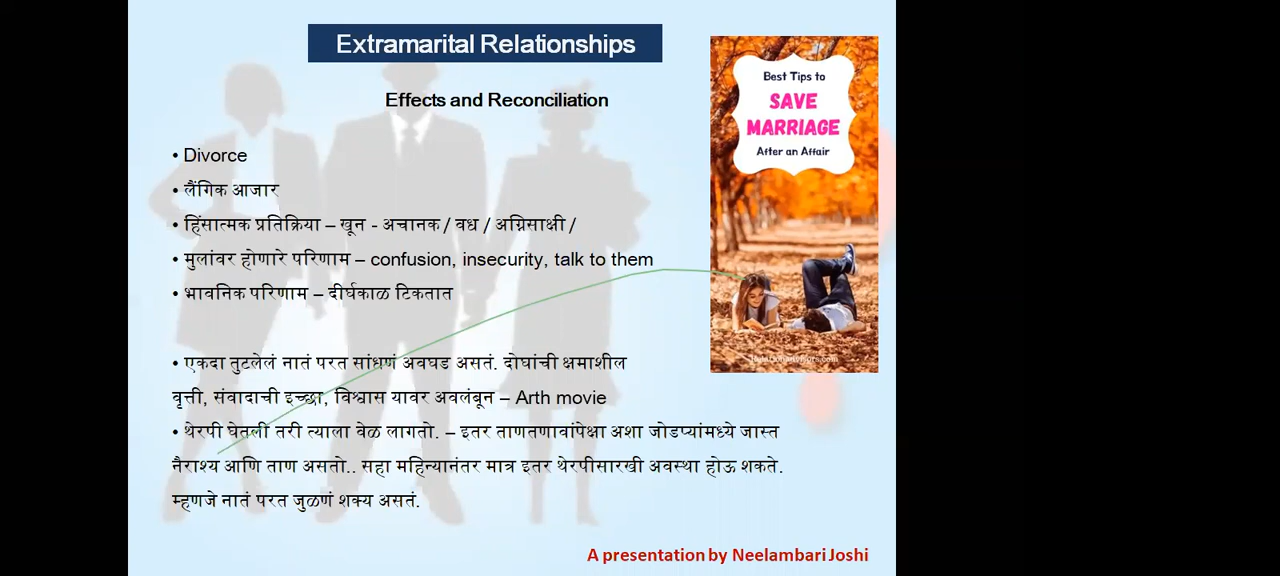 Extramarital Relationships
Effects and Reconciliation
• Divorce
• लैंगिक आजार
• हिंसात्मक प्रतिक्रिया – खून - अचानक / वध / अग्निसाक्षी /
• मुलांवर होणारे परिणाम – confusion, insecurity, talk to them
• भावनिक परिणाम – दीर्घकाळ टिकतात
• एकदा तुटलेलं नातं परत सांधणं अवघड असतं. दोघांची क्षमाशील
वृत्ती, संवादाची इच्छा, विश्वास यावर अवलंबून – Arth movie
• थेरपी घेतली तरी त्याला वेळ लागतो. – इतर ताणतणावांपेक्षा अशा जोडप्यांमध्ये जास्त
नैराश्य आणि ताण असतो.. सहा महिन्यानंतर मात्र इतर थेरपीसारखी अवस्था होऊ शकते.
म्हणजे नातं परत जुळणं शक्य असतं.
Best Tips to
SAVE
MARRIAGE
After an Affair
A presentation by Neelambari Joshi